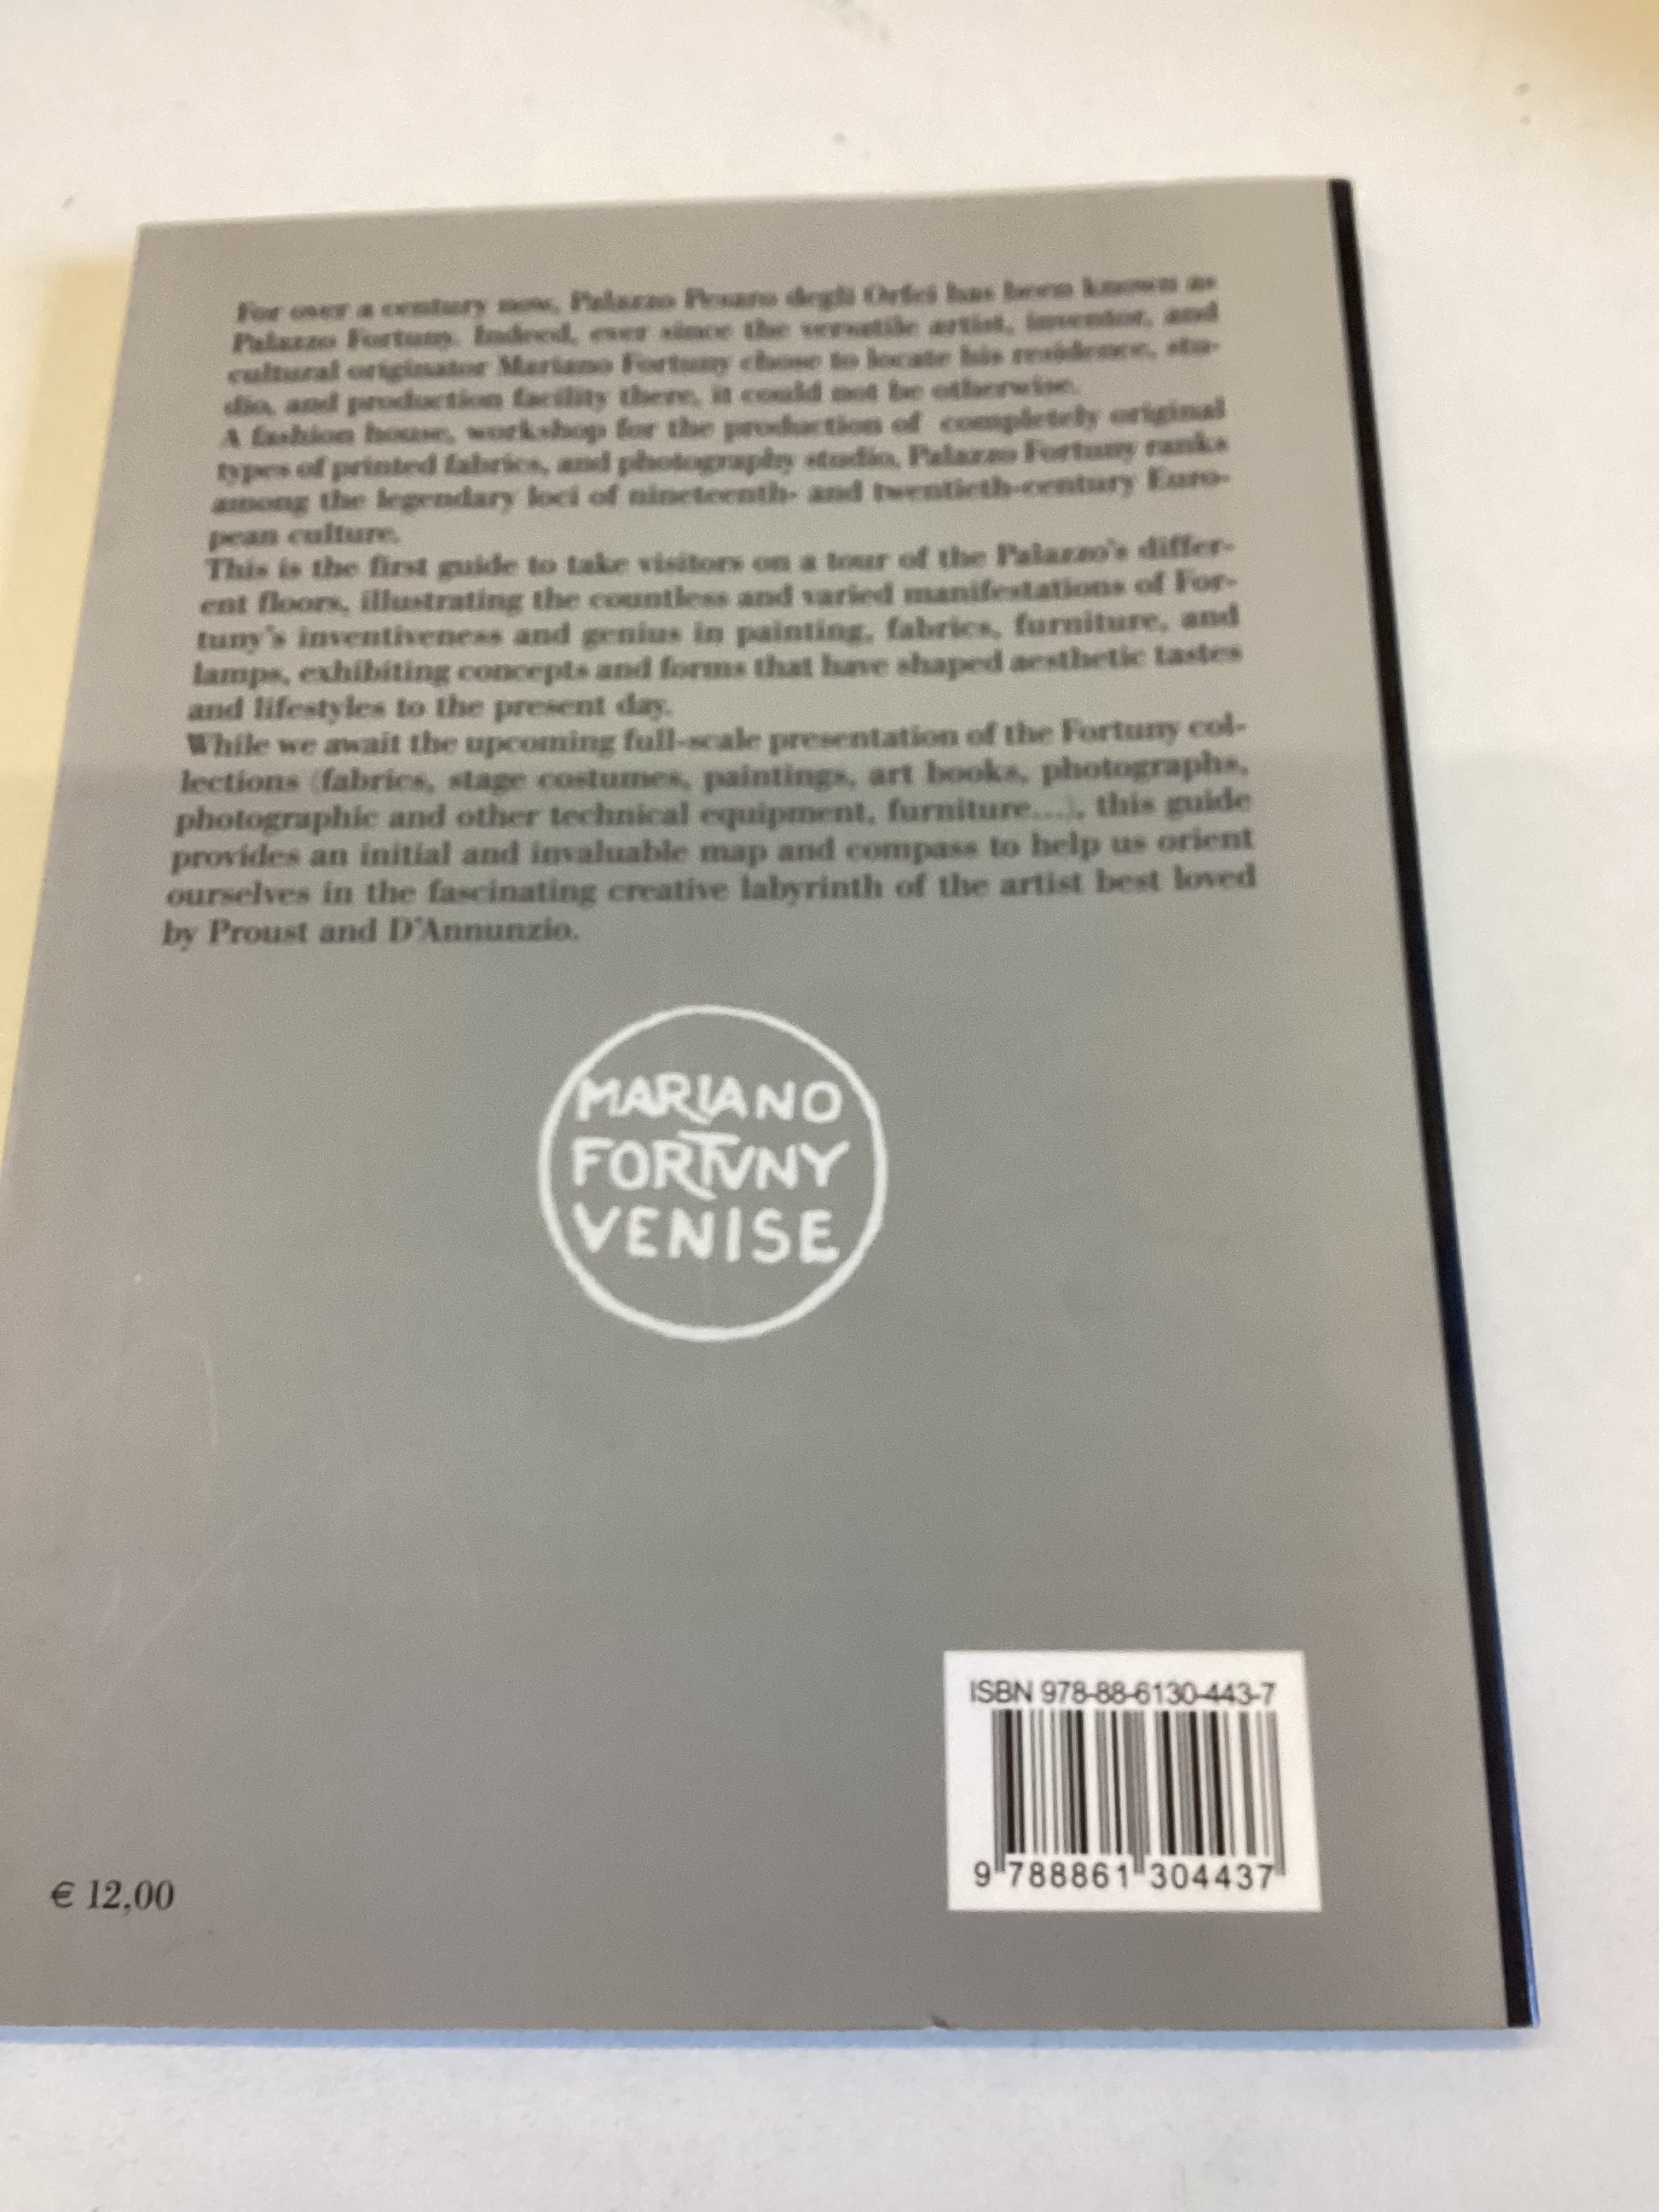 For over a century now, Palazzo Pesaro degli Orfei has been known as
Palazzo Fortuny. Indeed, ever since the versatile artist, inventor, and
cultural originator Mariano Fortuny chose to locate his residence, stu-
dio, and production facility there, it could not be otherwise.
A fashion house, workshop for the production of completely original
types of printed fabrics, and photography studio, Palazzo Fortuny ranks
among the legendary loci of nineteenth- and twentieth-century Euro-
pean culture.
This is the first guide to take visitors on a tour of the Palazzo's differ-
ent floors, illustrating the countless and varied manifestations of For-
tuny's inventiveness and genius in painting, fabrics, furniture, and
lamps, exhibiting concepts and forms that have shaped aesthetic tastes
and lifestyles to the present day.
While we await the upcoming full-scale presentation of the Fortuny col-
lections (fabrics, stage costumes, paintings, art books, photographs,
photographic and other technical equipment, furniture...), this guide
provides an initial and invaluable map and compass to help us orient
ourselves in the fascinating creative labyrinth of the artist best loved
by Proust and D'Annunzio.
MARIANO
FORTVNY
VENISE
ISBN 978-88-6130-443-7
9 788861 304437
€ 12,00